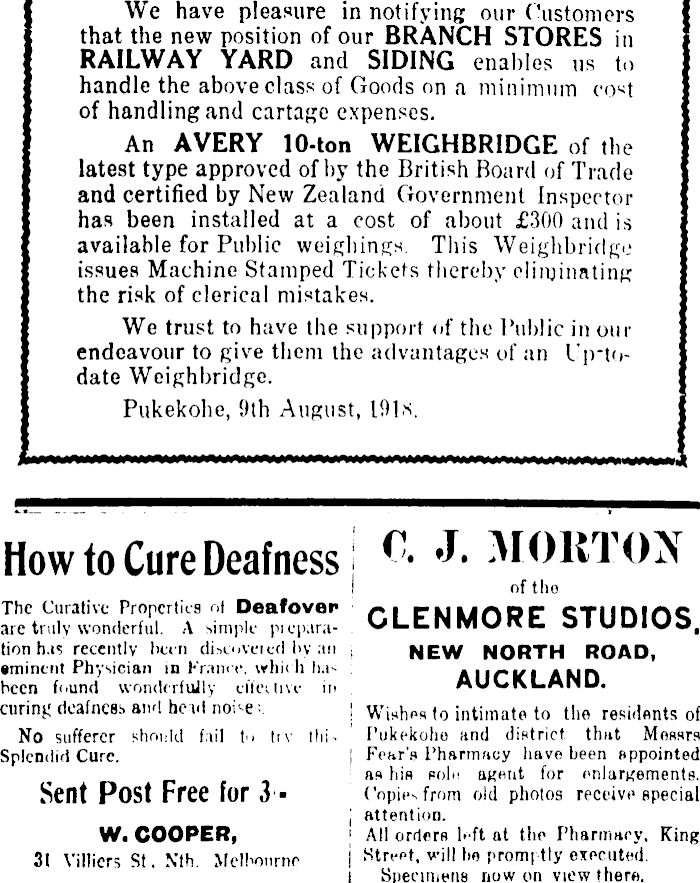 We have pleasure in notifying our Customers
that the new position of our BRANCH STORES in
RAILWAY YARD and SIDING enables us to
handle the above class of Goods on a minimum cost
of handling and cartage expenses.
An AVERY 10-ton WEIGHBRIDGE of the
latest type approved of by the British Board of Trade
and certified by New Zealand Government Inspector
has been installed at a cost of about £300 and is
available for Public weighings. This Weighbridge
issues Machine Stamped Tickets thereby eliminating
the risk of clerical mistakes.
We trust to have the support of the Public in our
endeavour to give them the advantages of an Up-to-
date Weighbridge.
Pukekohe, 9th August, 1918.
How to Cure Deafness
The Curative Properties of Deafover
are truly wonderful. A simple prepara-
tion has recently been discovered by an
eminent Physician in France, which has
been found wonderfully effective in
curing deafness and head noises.
No sufferer should fail to try this
Splendid Cure.
Sent Post Free for 3-
W. COOPER,
31 Villiers St, Nth. Melbourne
C. J. MORTON
of the
GLENMORE STUDIOS,
NEW NORTH ROAD,
AUCKLAND.
Wishes to intimate to the residents of
Pukekohe and district that Messrs
Fear's Pharmacy have been appointed
as his sole agent for enlargements.
Copies from old photos receive special
attention.
All orders left at the Pharmacy, King
Street, will be promptly executed.
Specimens now on view there.